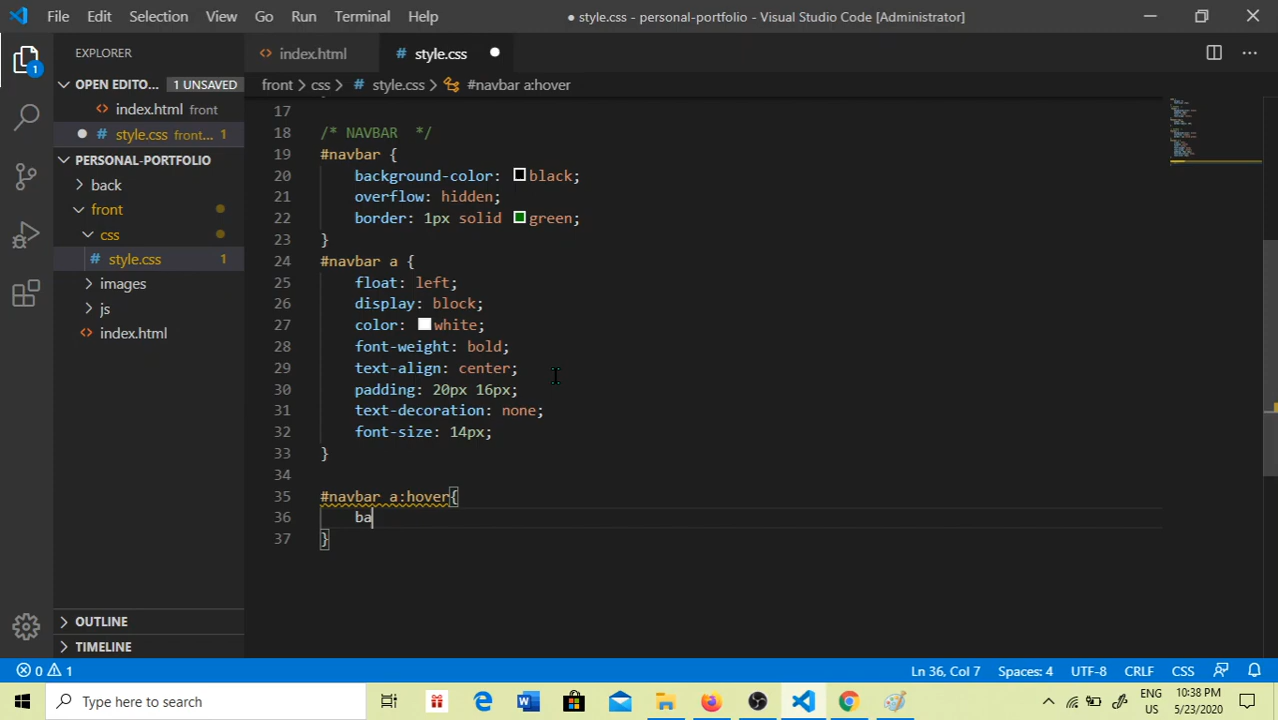 File Edit Selection View Go Run Terminal Help ● style.css - personal-portfolio - Visual Studio Code [Administrator]
EXPLORER
index.html
style.css
OPEN EDITO... 1 UNSAVED
index.html front
style.css front... 1
PERSONAL-PORTFOLIO
back
front
css
style.css 1
images
js
index.html
OUTLINE
TIMELINE
1
front > css > style.css > #navbar a:hover
17
18 /* NAVBAR  */
19 #navbar {
20 background-color: black;
21 overflow: hidden;
22 border: 1px solid green;
23 }
24 #navbar a {
25 float: left;
26 display: block;
27 color: white;
28 font-weight: bold;
29 text-align: center;
30 padding: 20px 16px;
31 text-decoration: none;
32 font-size: 14px;
33 }
34
35 #navbar a:hover{
36 ba
37 }
0 1 Ln 36, Col 7 Spaces: 4 UTF-8 CRLF CSS
Type here to search
ENG
US
10:38 PM
5/23/2020